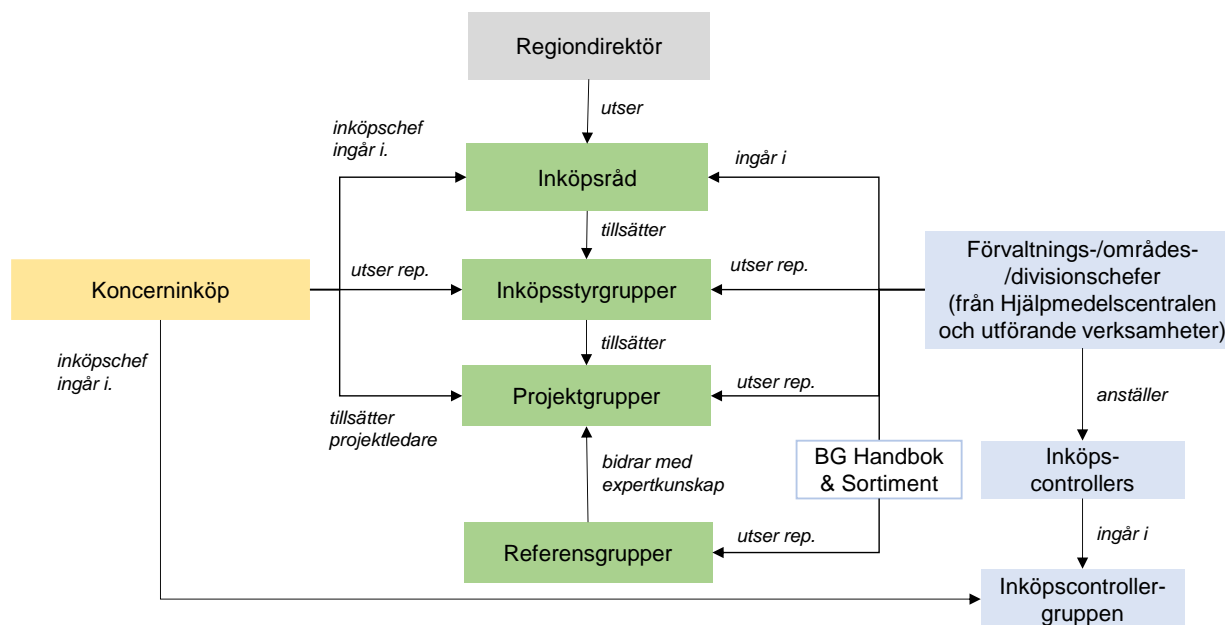 Regiondirektör
utser
inköpschef
ingår i.
ingår i
Inköpsråd
tillsätter
Förvaltnings-/områdes-
/divisionschefer
(från Hjälpmedelscentralen
och utförande verksamheter)
Koncerninköp
utser rep.
Inköpsstyrgrupper
utser rep.
tillsätter
inköpschef
ingår i.
Projektgrupper
utser rep.
anställer
tillsätter
projektledare
bidrar med
expertkunskap
BG Handbok
& Sortiment
Inköps-
controllers
Referensgrupper
utser rep.
ingår i
Inköpscontroller-
gruppen